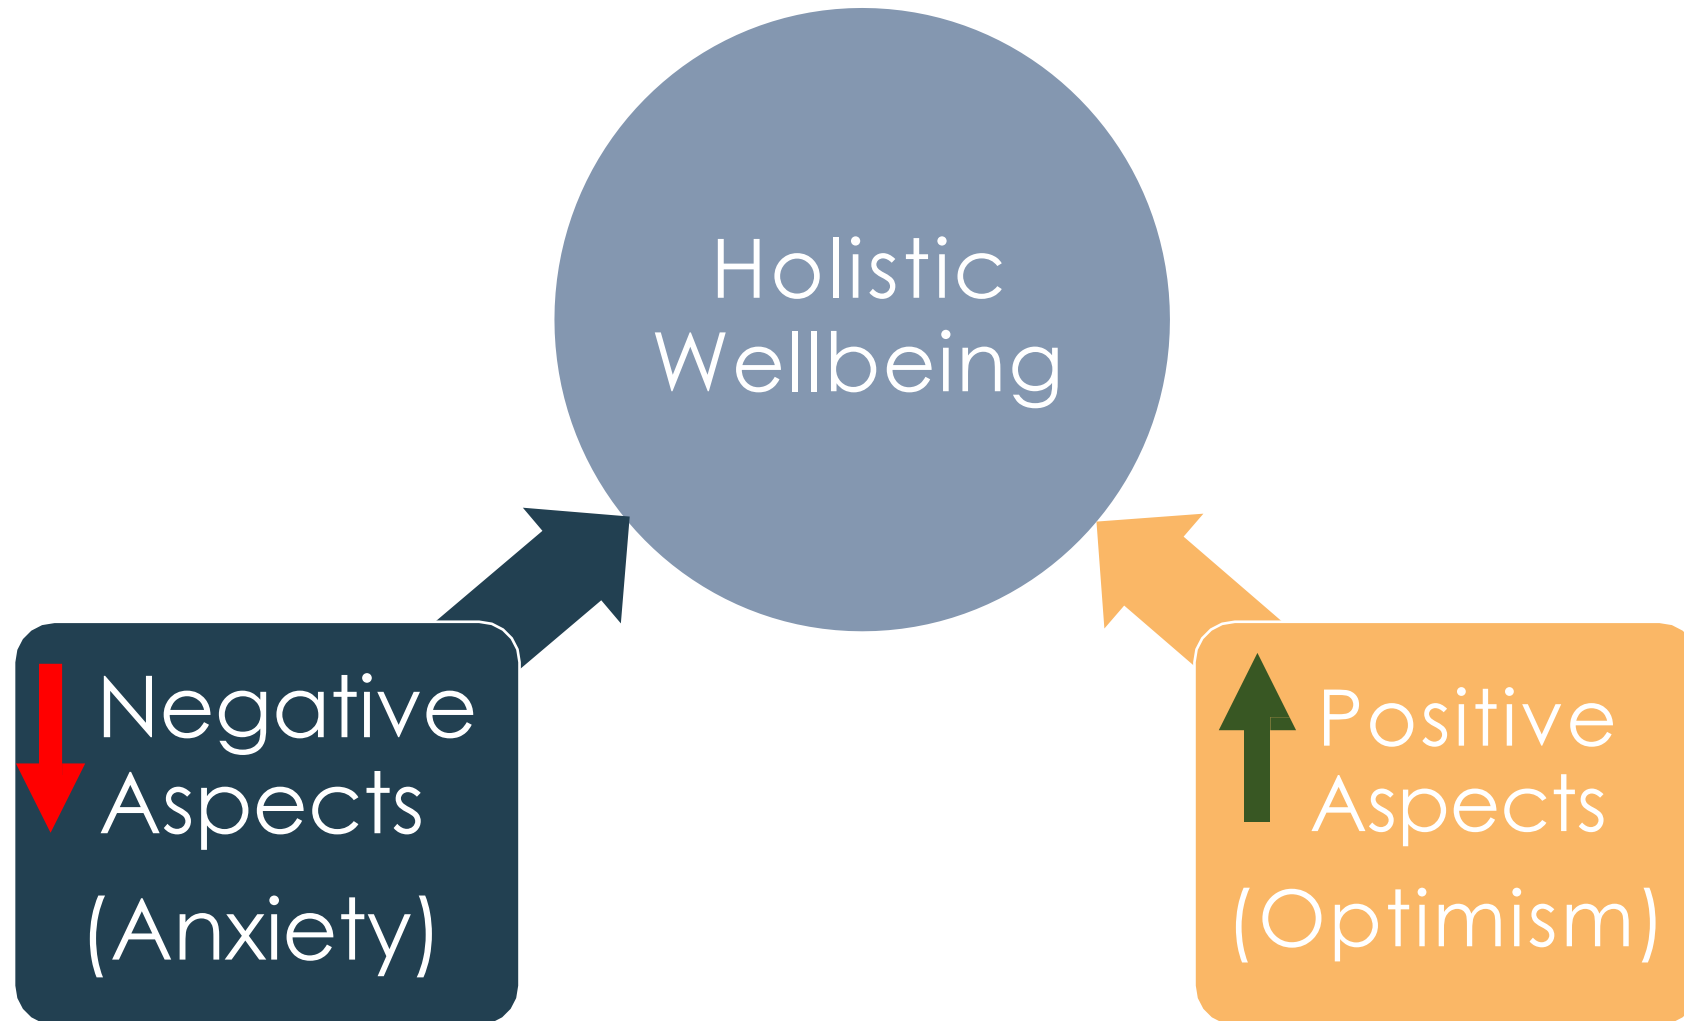 Holistic
Wellbeing
Negative
Aspects
(Anxiety)
Positive
Aspects
(Optimism)